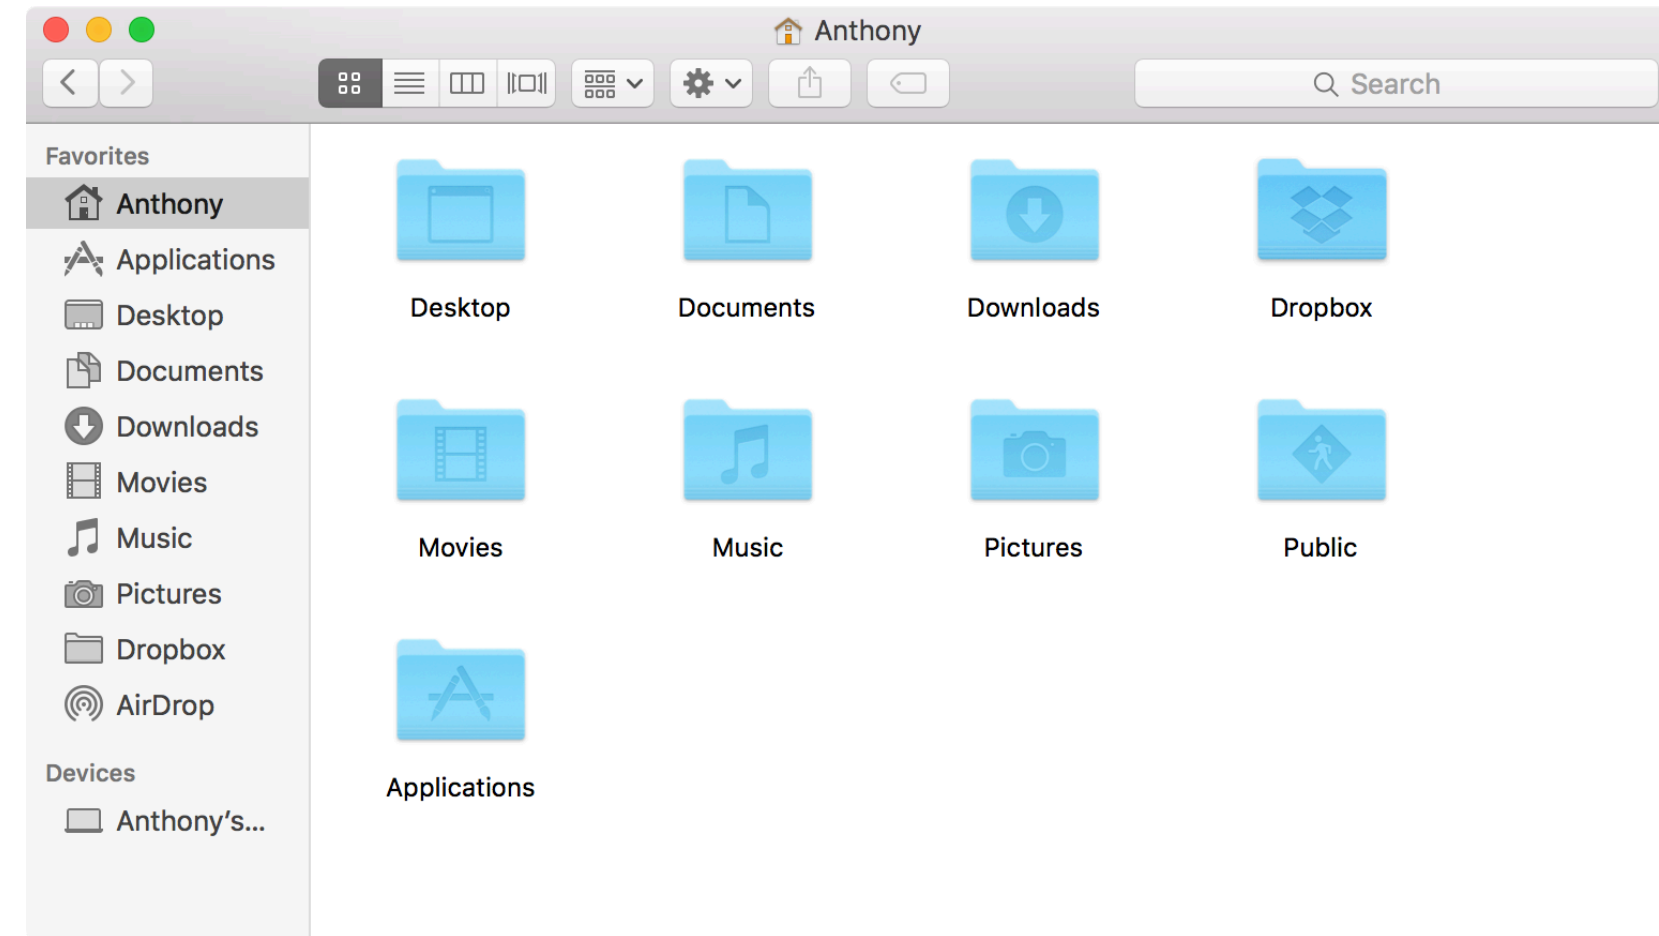 Anthony
Search
Favorites
Anthony
Applications
Desktop
Documents
Downloads
Movies
Music
Pictures
Dropbox
AirDrop
Devices
Anthony’s...
Desktop
Documents
Downloads
Dropbox
Movies
Music
Pictures
Public
Applications